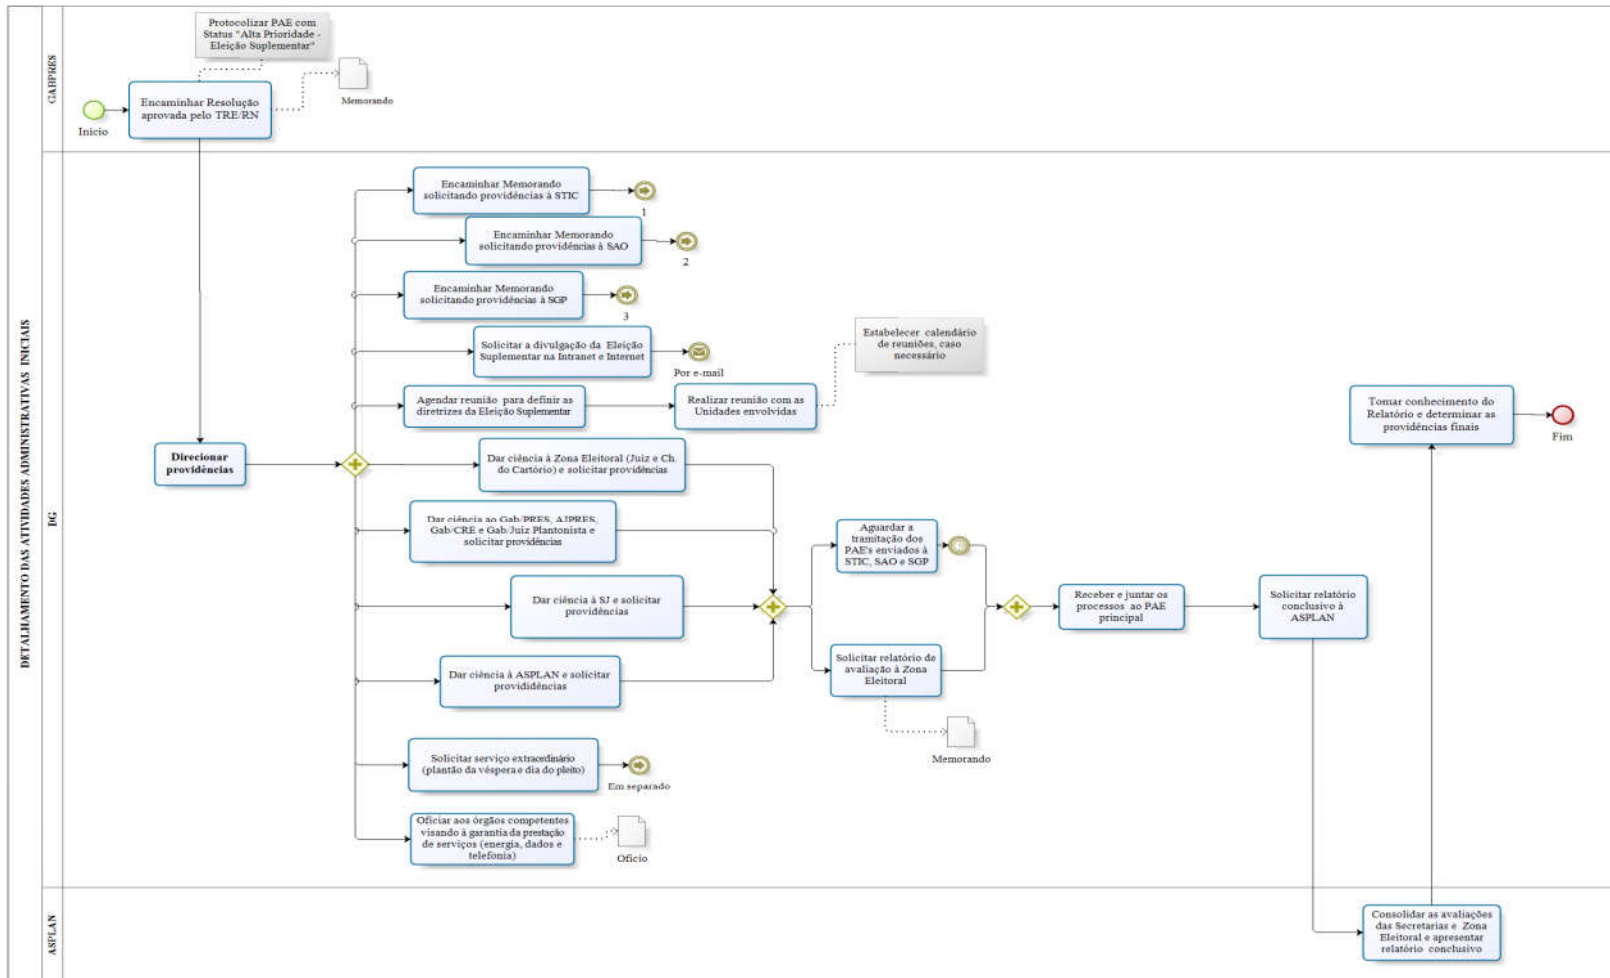 DETALHAMENTO DAS ATIVIDADES ADMINISTRATIVAS INICIAIS
GABPRES
Protocolizar PAE com
Status "Alta Prioridade -
Eleição Suplementar"
Início
Encaminhar Resolução
aprovada pelo TRE/RN
Memorando
DG
Direcionar
providências
Encaminhar Memorando
solicitando providências à STIC
1
Encaminhar Memorando
solicitando providências à SAO
2
Encaminhar Memorando
solicitando providências à SGP
3
Solicitar a divulgação da Eleição
Suplementar na Intranet e Internet
Por e-mail
Agendar reunião para definir as
diretrizes da Eleição Suplementar
Realizar reunião com as
Unidades envolvidas
Estabelecer calendário
de reuniões, caso
necessário
Dar ciência à Zona Eleitoral (Juiz e Ch.
do Cartório) e solicitar providências
Dar ciência ao Gab/PRES, AJPRES,
Gab/CRE e Gab/Juiz Plantonista e
solicitar providências
Dar ciência à SJ e solicitar
providências
Dar ciência à ASPLAN e solicitar
provididências
Solicitar serviço extraordinário
(plantão da véspera e dia do pleito)
Em separado
Oficiar aos órgãos competentes
visando à garantia da prestação
de serviços (energia, dados e
telefonia)
Ofício
Aguardar a
tramitação dos
PAE's enviados à
STIC, SAO e SGP
Solicitar relatório de
avaliação à Zona
Eleitoral
Memorando
Receber e juntar os
processos ao PAE
principal
Solicitar relatório
conclusivo à
ASPLAN
Tomar conhecimento do
Relatório e determinar as
providências finais
Fim
ASPLAN
Consolidar as avaliações
das Secretarias e Zona
Eleitoral e apresentar
relatório conclusivo